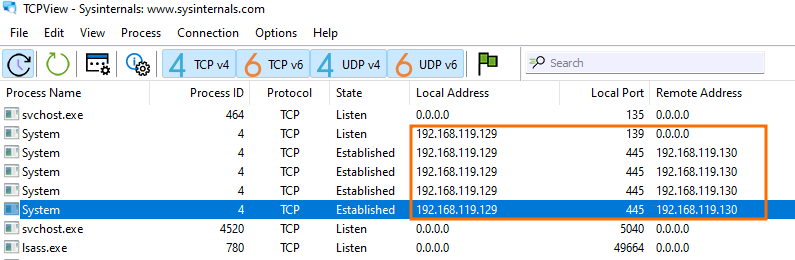 TCPView - Sysinternals: www.sysinternals.com
File Edit View Process Connection Options Help
4 TCP v4 6 TCP v6 4 UDP v4 6 UDP v6 Search
Process Name Process ID Protocol State Local Address Local Port Remote Address
svchost.exe 464 TCP Listen 0.0.0.0 135 0.0.0.0
System 4 TCP Listen 192.168.119.129 139 0.0.0.0
System 4 TCP Established 192.168.119.129 445 192.168.119.130
System 4 TCP Established 192.168.119.129 445 192.168.119.130
System 4 TCP Established 192.168.119.129 445 192.168.119.130
System 4 TCP Established 192.168.119.129 445 192.168.119.130
svchost.exe 4520 TCP Listen 0.0.0.0 5040 0.0.0.0
lsass.exe 780 TCP Listen 0.0.0.0 49664 0.0.0.0